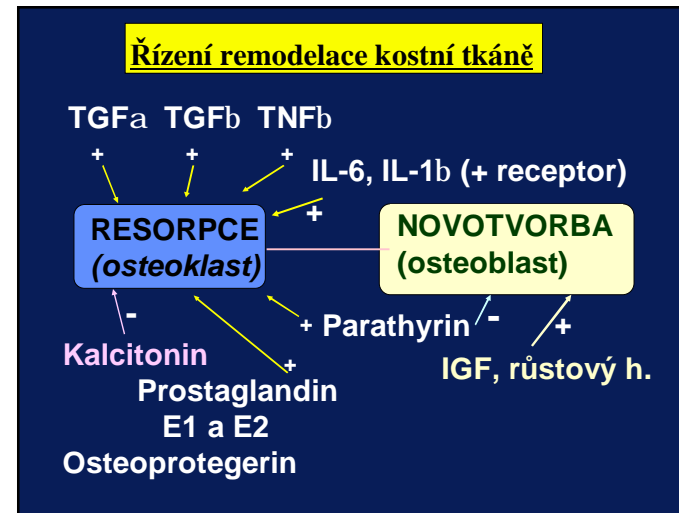 Řízení remodelace kostní tkáně
TGFa TGFb TNFb
+ + +
IL-6, IL-1b (+ receptor)
+
RESORPCE
(osteoklast)
NOVOTVORBA
(osteoblast)
-
+ Parathyrin - +
Kalcitonin
+
IGF, růstový h.
Prostaglandin
E1 a E2
Osteoprotegerin